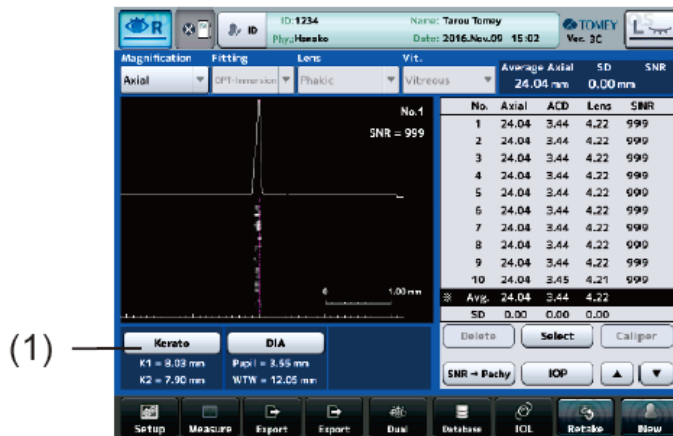 R
ID
ID:1234
Name: Tarou Tomey
TOMEY
L
Phy.:Hanako
Date: 2016.Nov.09 15:02
Ver. 3C
Magnification Fitting Lens Vit.
Axial
OPT-Immersion
Phakic
Vitreous
Average Axial SD SNR
24.04 mm 0.00 mm
No.1
SNR = 999
0 1.00 mm
No. Axial ACD Lens SNR
1 24.04 3.44 4.22 999
2 24.04 3.44 4.22 999
3 24.04 3.44 4.22 999
4 24.04 3.44 4.22 999
5 24.04 3.44 4.22 999
6 24.04 3.44 4.22 999
7 24.04 3.44 4.22 999
8 24.04 3.44 4.22 999
9 24.04 3.44 4.22 999
10 24.04 3.45 4.21 999
※ Avg. 24.04 3.44 4.22
SD 0.00 0.00 0.00
(1)
Kerato
DIA
K1 = 8.03 mm
Pupil = 3.55 mm
K2 = 7.90 mm
WTW = 12.05 mm
Delete
Select
Caliper
SNR → Pachy
IOP
▲ ▼
Setup Measure Export Export Dual Database IOL Retake New